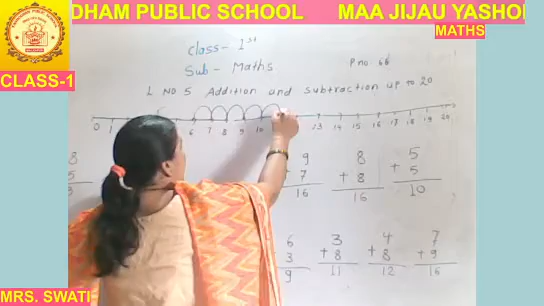 DHAM PUBLIC SCHOOL MAA JIJAU YASHO
MATHS
CLASS-1
Class- 1st
Sub- Maths
P no. 66
L NO 5 Addition and Subtraction up to 20
0 1 6 7 8 9 10 13 14 15 16 17 18 19 20
8 9 8 5
5 + 7 + 8 + 5
3 16 16 10
6 3 4 7
3 + 8 + 8 + 9
9 11 12 16
MRS. SWATI